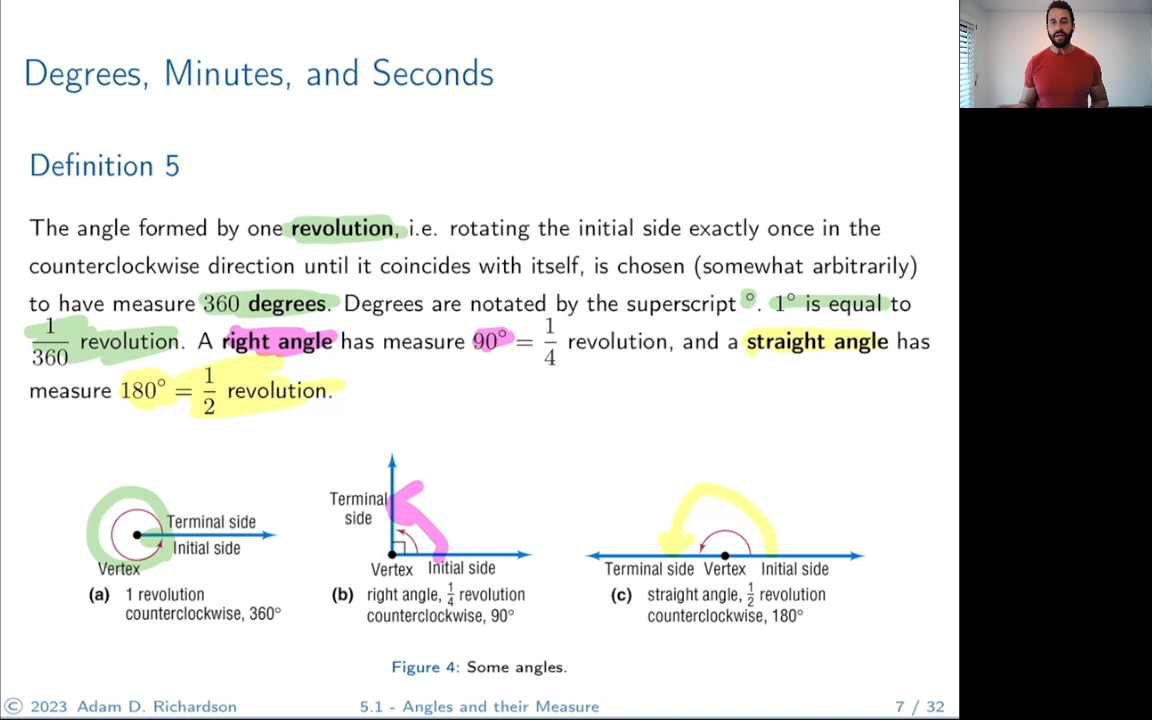 Degrees, Minutes, and Seconds
Definition 5
The angle formed by one revolution, i.e. rotating the initial side exactly once in the
counterclockwise direction until it coincides with itself, is chosen (somewhat arbitrarily)
to have measure 360 degrees. Degrees are notated by the superscript °. 1° is equal to
1/360 revolution. A right angle has measure 90° = 1/4 revolution, and a straight angle has
measure 180° = 1/2 revolution.
Terminal side
Initial side
Vertex
(a) 1 revolution
counterclockwise, 360°
Terminal
side
Vertex Initial side
(b) right angle, 1/4 revolution
counterclockwise, 90°
Terminal side Vertex Initial side
(c) straight angle, 1/2 revolution
counterclockwise, 180°
Figure 4: Some angles.
© 2023 Adam D. Richardson 5.1 - Angles and their Measure 7 / 32